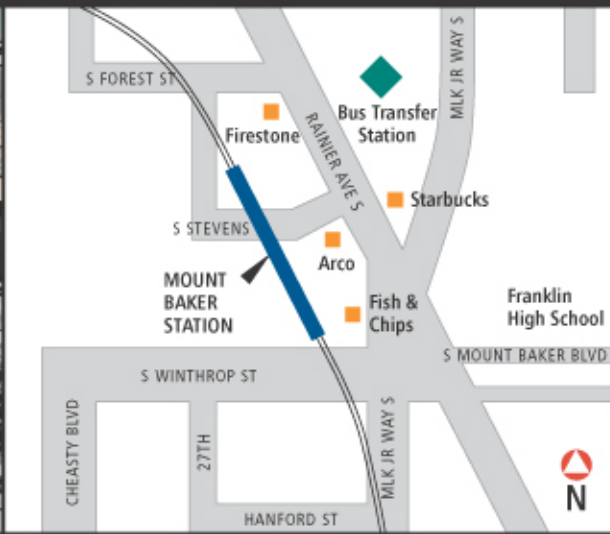 S FOREST ST
MLK JR WAY S
Firestone
RAINIER AVE S
Bus Transfer
Station
Starbucks
S STEVENS
Arco
MOUNT
BAKER
STATION
Fish &
Chips
Franklin
High School
S MOUNT BAKER BLVD
S WINTHROP ST
CHEASTY BLVD
27TH
MLK JR WAY S
HANFORD ST
N